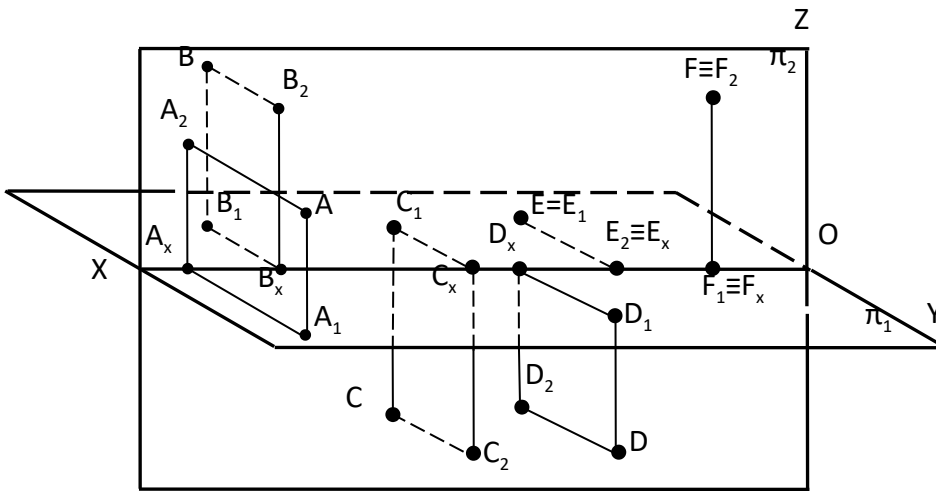 Z
π₂
B
F≡F₂
B₂
A₂
B₁
A
C₁
E≡E₁
Aₓ
Dₓ
E₂≡Eₓ
O
X
Bₓ
Cₓ
F₁≡Fₓ
A₁
D₁
π₁
Y
D₂
C
C₂
D